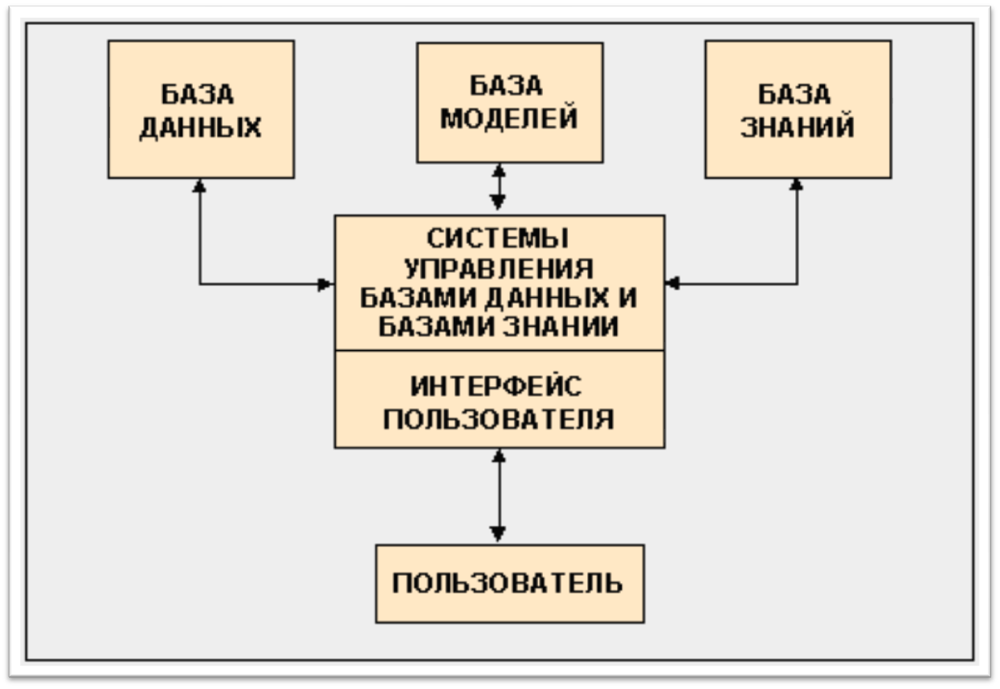 БАЗА
ДАННЫХ
БАЗА
МОДЕЛЕЙ
БАЗА
ЗНАНИЙ
СИСТЕМЫ
УПРАВЛЕНИЯ
БАЗАМИ ДАННЫХ И
БАЗАМИ ЗНАНИИ
ИНТЕРФЕЙС
ПОЛЬЗОВАТЕЛЯ
ПОЛЬЗОВАТЕЛЬ